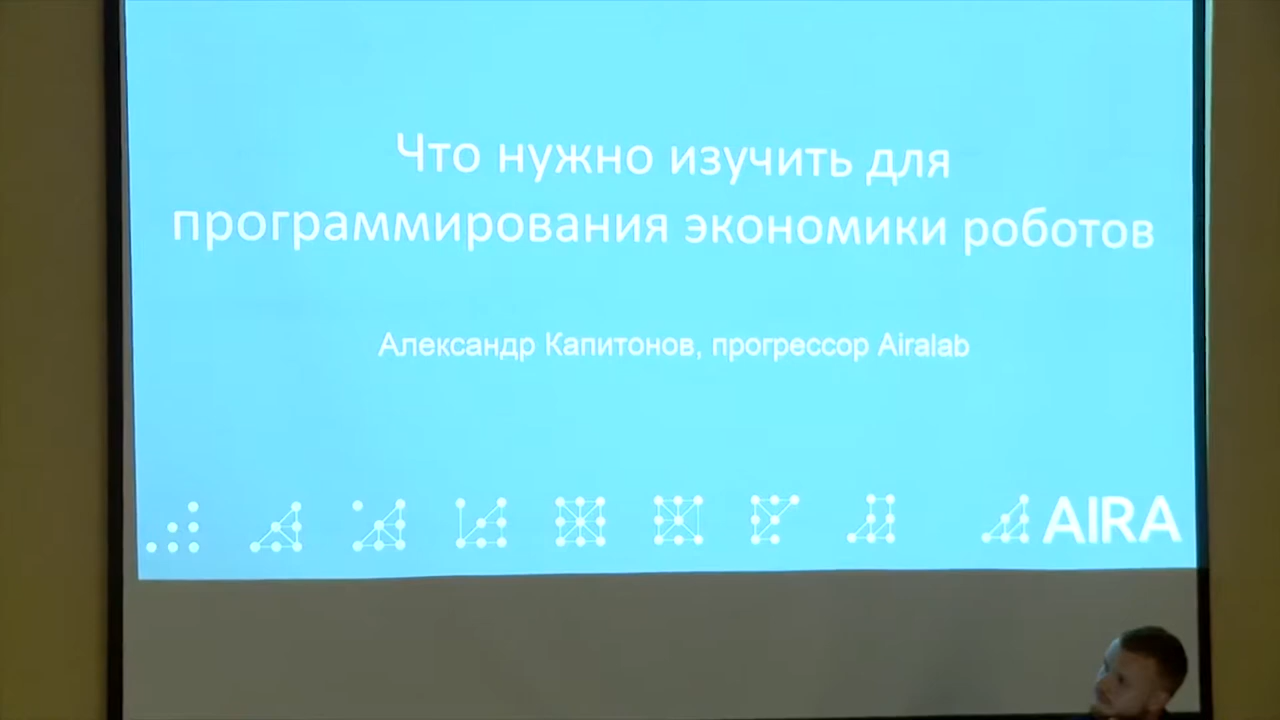 Что нужно изучить для
программирования экономики роботов
Александр Капитонов, прогрессор Airalab
AIRA